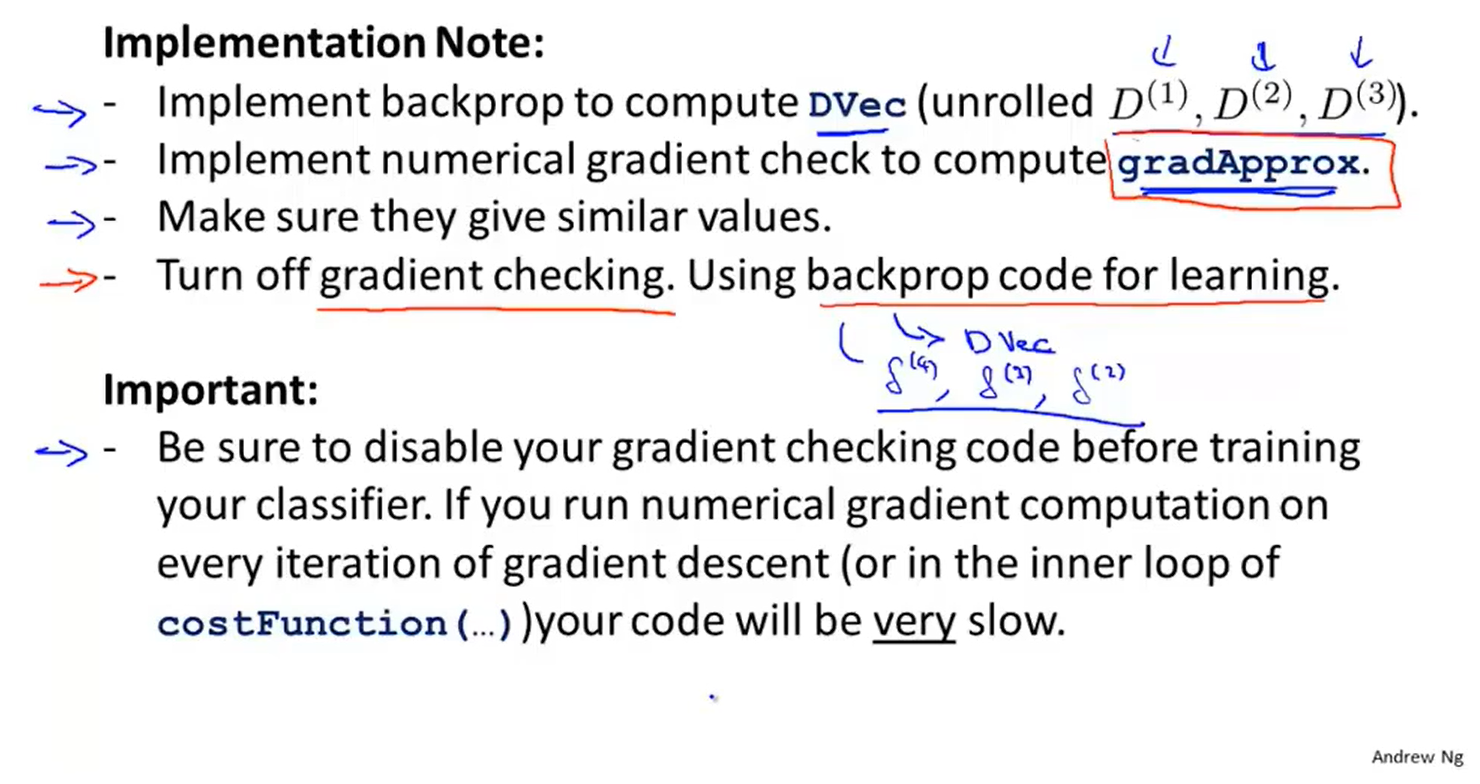 Implementation Note:
- Implement backprop to compute DVec (unrolled D⁽¹⁾, D⁽²⁾, D⁽³⁾).
- Implement numerical gradient check to compute gradApprox.
- Make sure they give similar values.
- Turn off gradient checking. Using backprop code for learning.
DVec
δ⁽⁴⁾, δ⁽³⁾, δ⁽²⁾
Important:
- Be sure to disable your gradient checking code before training
your classifier. If you run numerical gradient computation on
every iteration of gradient descent (or in the inner loop of
costFunction(…))your code will be very slow.
Andrew Ng